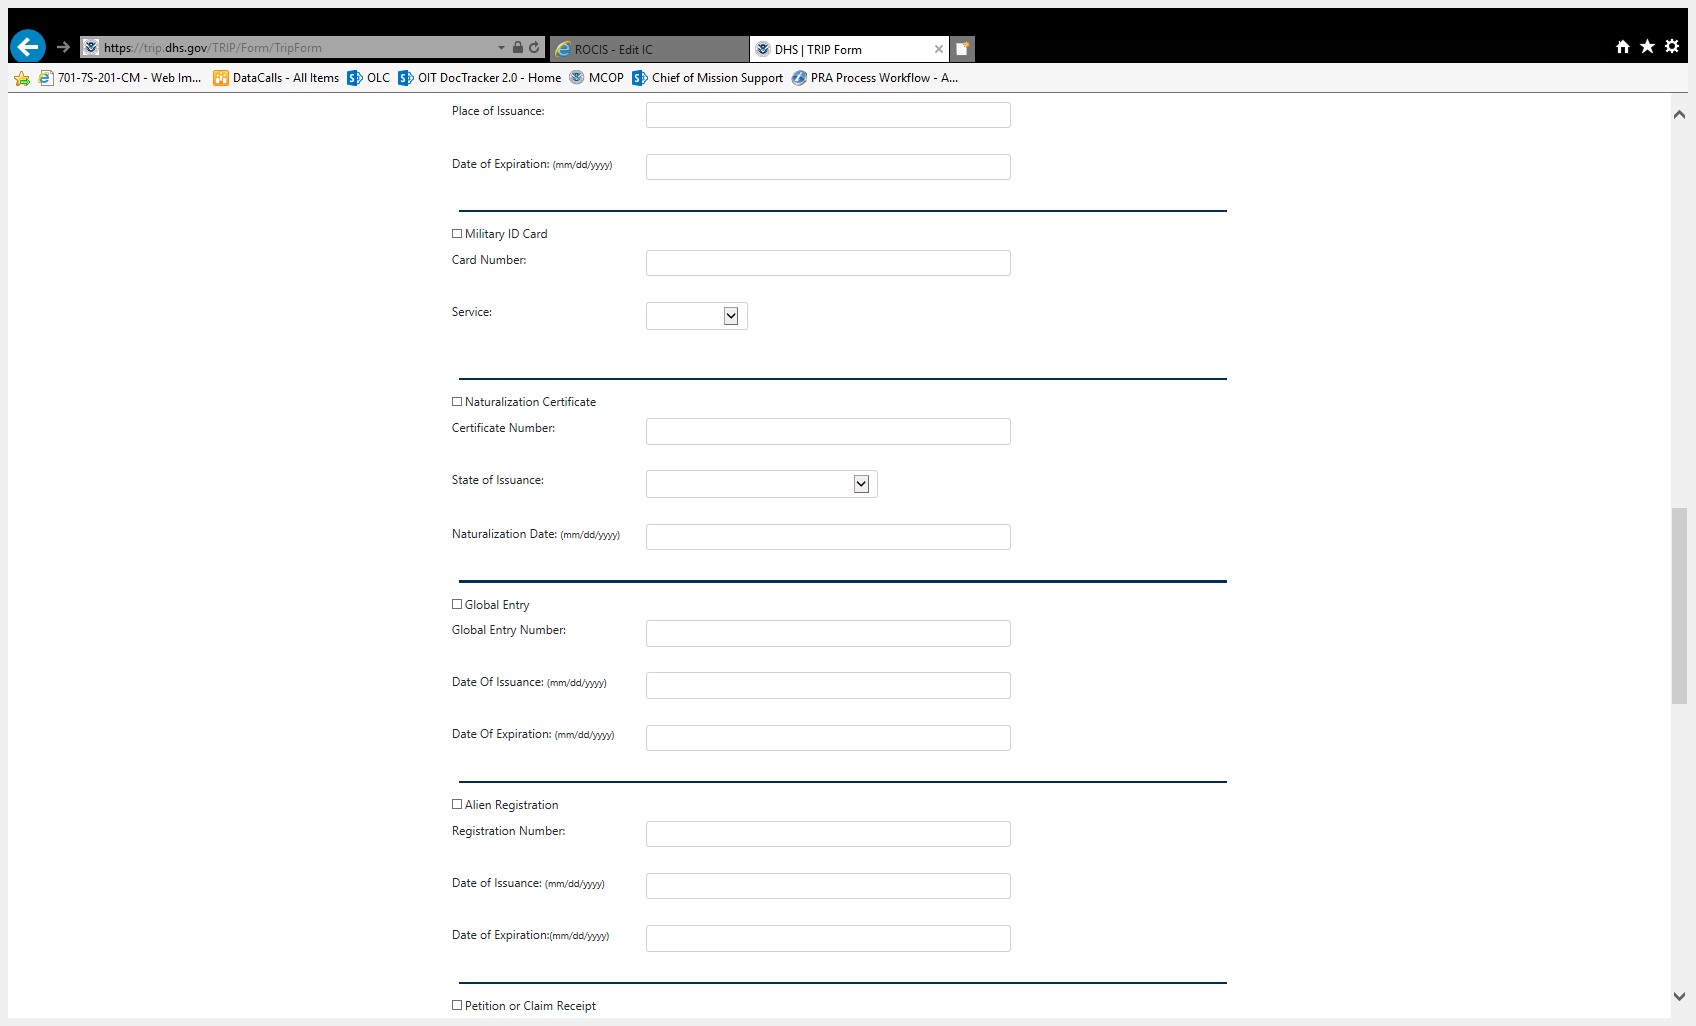 https://trip.dhs.gov/TRIP/Form/TripForm
ROCIS - Edit IC
DHS | TRIP Form
701-7S-201-CM - Web Im...
DataCalls - All Items
OLC
OIT DocTracker 2.0 - Home
MCOP
Chief of Mission Support
PRA Process Workflow - A...
Place of Issuance:
Date of Expiration: (mm/dd/yyyy)
Military ID Card
Card Number:
Service:
Naturalization Certificate
Certificate Number:
State of Issuance:
Naturalization Date: (mm/dd/yyyy)
Global Entry
Global Entry Number:
Date Of Issuance: (mm/dd/yyyy)
Date Of Expiration: (mm/dd/yyyy)
Alien Registration
Registration Number:
Date of Issuance: (mm/dd/yyyy)
Date of Expiration:(mm/dd/yyyy)
Petition or Claim Receipt